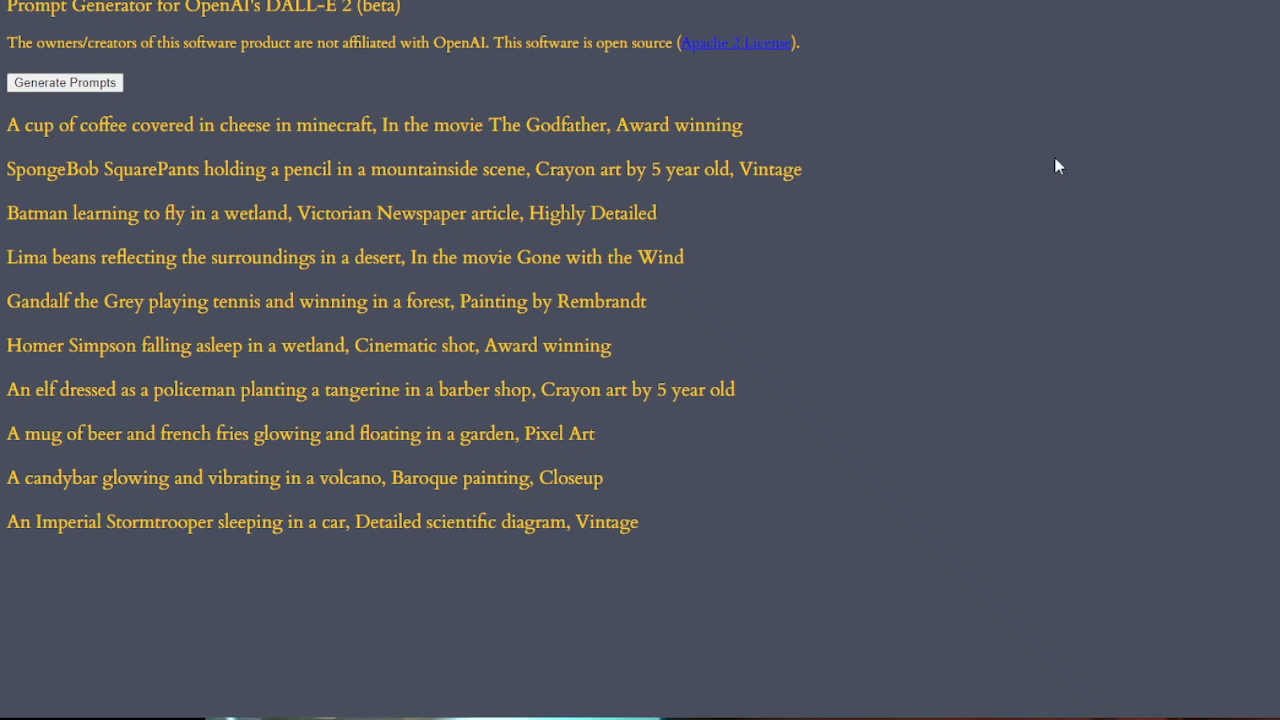 Prompt Generator for OpenAI's DALL-E 2 (beta)
The owners/creators of this software product are not affiliated with OpenAI. This software is open source (Apache 2 License).
Generate Prompts
A cup of coffee covered in cheese in minecraft, In the movie The Godfather, Award winning
SpongeBob SquarePants holding a pencil in a mountainside scene, Crayon art by 5 year old, Vintage
Batman learning to fly in a wetland, Victorian Newspaper article, Highly Detailed
Lima beans reflecting the surroundings in a desert, In the movie Gone with the Wind
Gandalf the Grey playing tennis and winning in a forest, Painting by Rembrandt
Homer Simpson falling asleep in a wetland, Cinematic shot, Award winning
An elf dressed as a policeman planting a tangerine in a barber shop, Crayon art by 5 year old
A mug of beer and french fries glowing and floating in a garden, Pixel Art
A candybar glowing and vibrating in a volcano, Baroque painting, Closeup
An Imperial Stormtrooper sleeping in a car, Detailed scientific diagram, Vintage